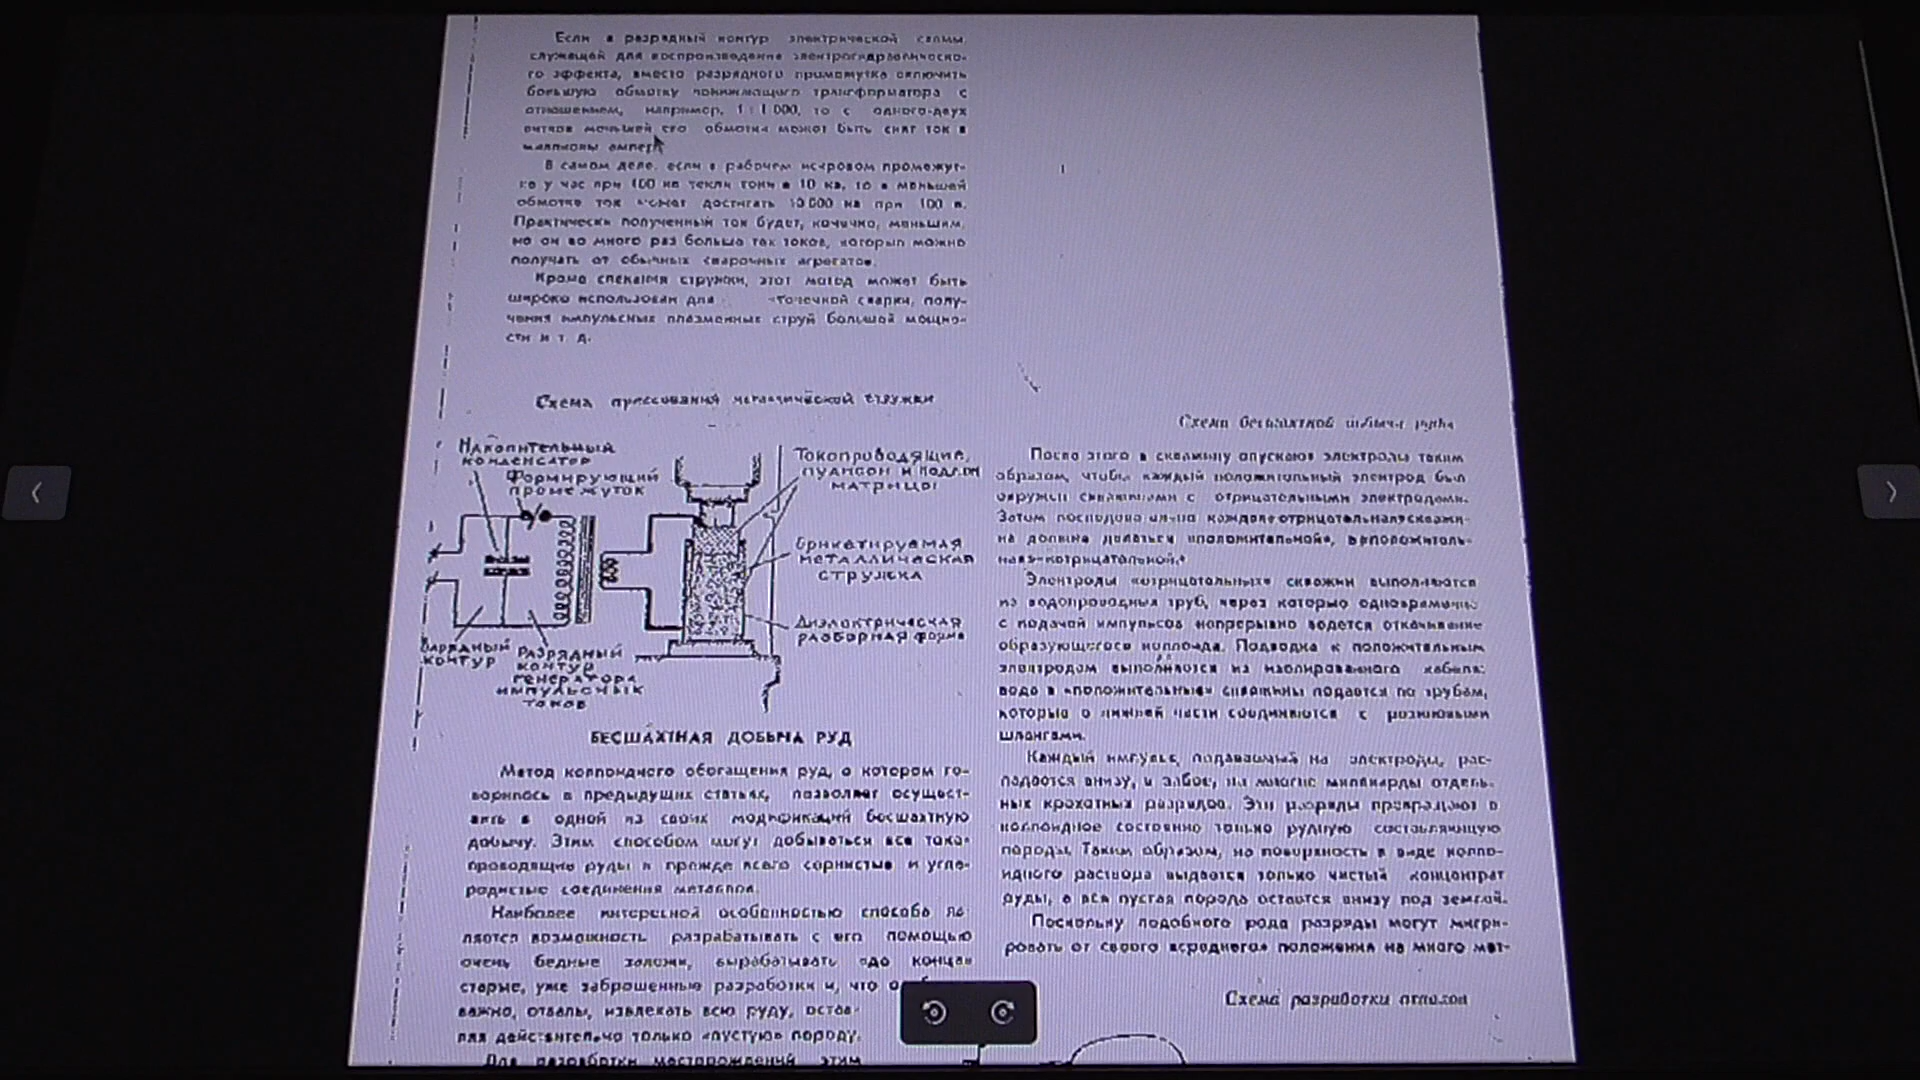 Если в разрядный контур электрической схемы,
служащей для воспроизведения электрогидравлическо-
го эффекта, вместо разрядного промежутка включить
большую обмотку понижающего трансформатора с
отношением, например, 1 : 1 000, то с одного-двух
витков меньшей его обмотки может быть снят ток в
миллионы ампер.
В самом деле, если в рабочем искровом промежут-
ке у нас при 100 кв текли токи в 10 ка, то в меньшей
обмотке ток может достигать 10 000 ка при 100 в.
Практически полученный ток будет, конечно, меньшим,
но он во много раз больше тех токов, которые можно
получать от обычных сварочных агрегатов.
Кроме спекания стружки, этот метод может быть
широко использован для точечной сварки, полу-
чения импульсных плазменных струй большой мощно-
сти и т. д.
Схема прессования металлической стружки
Накопительный
конденсатор
Формирующий
промежуток
Токопроводящие,
пуансон и поддон
матрицы
Брикетируемая
металлическая
стружка
Диэлектрическая
разборная форма
Зарядный
контур
Разрядный
контур
генератора
импульсных
токов
БЕСШАХТНАЯ ДОБЫЧА РУД
Метод коллоидного обогащения руд, о котором го-
ворилось в предыдущих статьях, позволяет осущест-
вить в одной из своих модификаций бесшахтную
добычу. Этим способом могут добываться все токо-
проводящие руды и прежде всего сернистые и угле-
родистые соединения металлов.
Наиболее интересной особенностью способа яв-
ляется возможность разрабатывать с его помощью
очень бедные залежи, вырабатывать «до конца»
старые, уже заброшенные разработки и, что о
важно, отвалы, извлекать всю руду, остав-
ляя действительно только «пустую» породу.
Для разработки месторождений этим
Схема бесшахтной добычи руды
После этого в скважину опускают электроды таким
образом, чтобы каждый положительный электрод был
окружен скважинами с отрицательными электродами.
Затем последовательно каждая отрицательная скважи-
на должна делаться «положительной», а «положитель-
ная» — «отрицательной».
Электроды «отрицательных» скважин выполняются
из водопроводных труб, через которые одновременно
с подачей импульсов непрерывно ведется откачивание
образующегося коллоида. Подводка к положительным
электродам выполняется из изолированного кабеля:
вода в «положительные» скважины подается по трубам,
которые в нижней части соединяются с резиновыми
шлангами.
Каждый импульс, подаваемый на электроды, рас-
падается внизу, в забое, на многие миллиарды отдель-
ных крохотных разрядов. Эти разряды превращают в
коллоидное состояние только рудную составляющую
породы. Таким образом, на поверхность в виде колло-
идного раствора выдается только чистый концентрат
руды, а вся пустая порода остается внизу под землей.
Поскольку подобного рода разряды могут мигри-
ровать от своего «среднего» положения на много мет-
Схема разработки отвалов